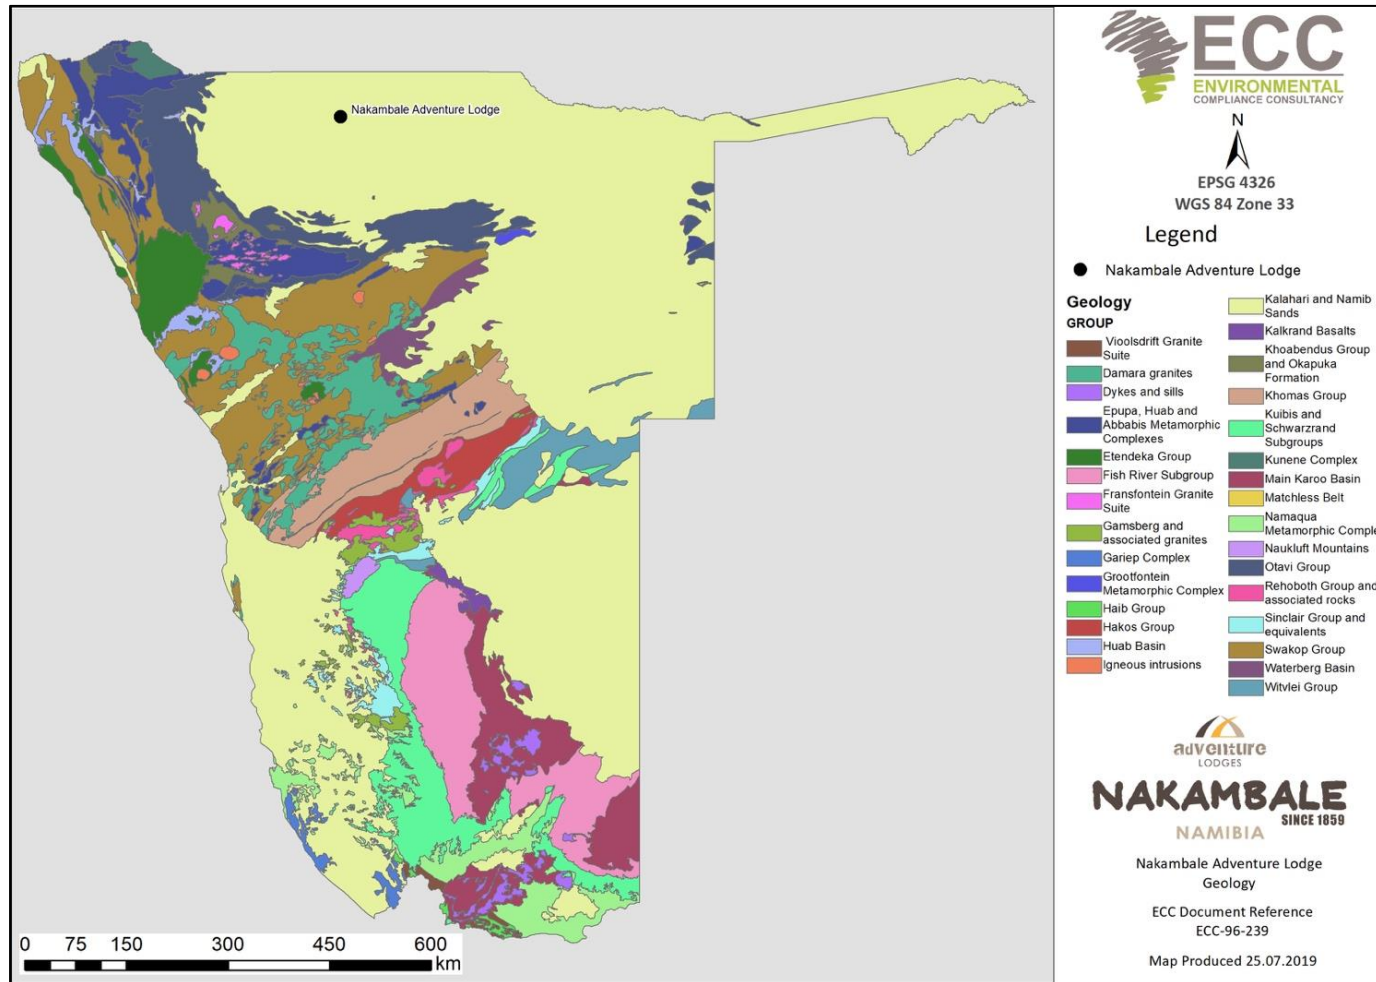 Nakambale Adventure Lodge
0 75 150 300 450 600
km
ECC
ENVIRONMENTAL
COMPLIANCE CONSULTANCY
N
EPSG 4326
WGS 84 Zone 33
Legend
Nakambale Adventure Lodge
Geology
GROUP
Vioolsdrift Granite
Suite
Damara granites
Dykes and sills
Epupa, Huab and
Abbabis Metamorphic
Complexes
Etendeka Group
Fish River Subgroup
Fransfontein Granite
Suite
Gamsberg and
associated granites
Gariep Complex
Grootfontein
Metamorphic Complex
Haib Group
Hakos Group
Huab Basin
Igneous intrusions
Kalahari and Namib
Sands
Kalkrand Basalts
Khoabendus Group
and Okapuka
Formation
Khomas Group
Kuibis and
Schwarzrand
Subgroups
Kunene Complex
Main Karoo Basin
Matchless Belt
Namaqua
Metamorphic Comple
Naukluft Mountains
Otavi Group
Rehoboth Group and
associated rocks
Sinclair Group and
equivalents
Swakop Group
Waterberg Basin
Witvlei Group
adventure
LODGES
NAKAMBALE
SINCE 1859
NAMIBIA
Nakambale Adventure Lodge
Geology
ECC Document Reference
ECC-96-239
Map Produced 25.07.2019